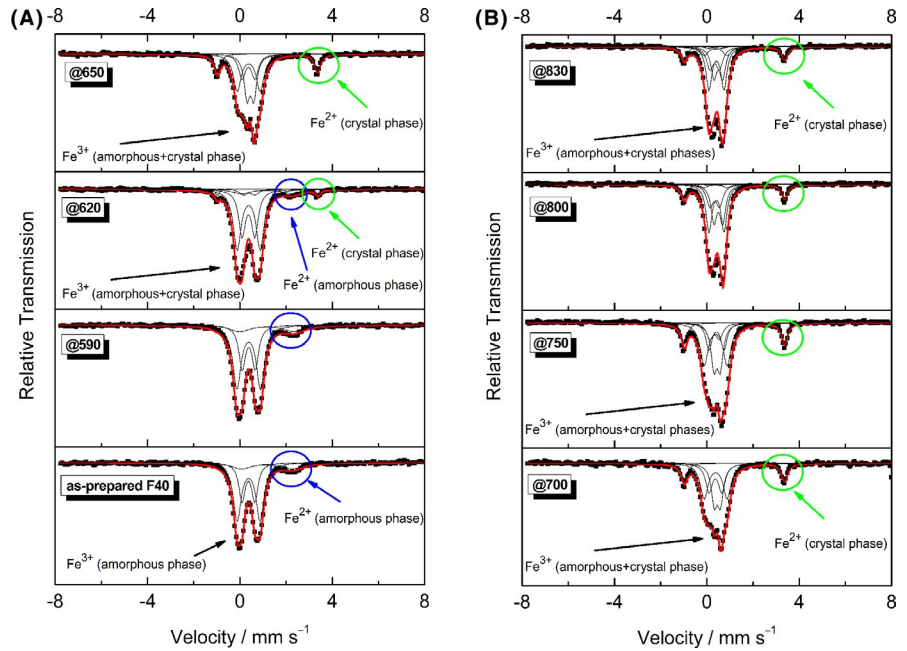 (A)
-8 -4 0 4 8
@650
Fe2+ (crystal phase)
Fe3+ (amorphous+crystal phase)
@620
Fe2+ (crystal phase)
Fe2+ (amorphous phase)
Fe3+ (amorphous+crystal phase)
@590
as-prepared F40
Fe2+ (amorphous phase)
Fe3+ (amorphous phase)
-8 -4 0 4 8
Relative Transmission
Velocity / mm s−1
(B)
-8 -4 0 4 8
@830
Fe2+ (crystal phase)
Fe3+ (amorphous+crystal phases)
@800
@750
Fe3+ (amorphous+crystal phases)
@700
Fe2+ (crystal phase)
Fe3+ (amorphous+crystal phase)
-8 -4 0 4 8
Relative Transmission
Velocity / mm s−1